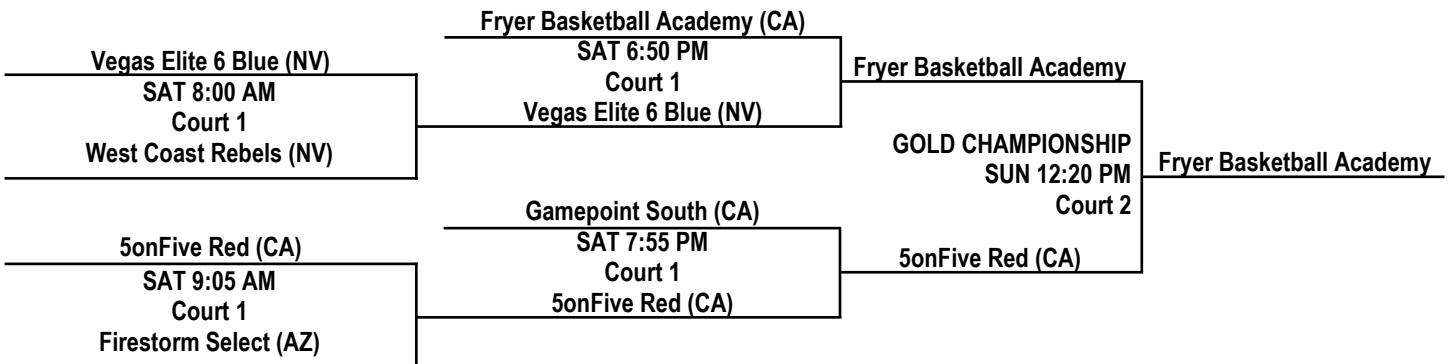 Fryer Basketball Academy (CA)
Vegas Elite 6 Blue (NV)
SAT 6:50 PM
Fryer Basketball Academy
SAT 8:00 AM
Court 1
Court 1
Vegas Elite 6 Blue (NV)
West Coast Rebels (NV)
GOLD CHAMPIONSHIP
SUN 12:20 PM
Court 2
Fryer Basketball Academy
Gamepoint South (CA)
5onFive Red (CA)
SAT 7:55 PM
5onFive Red (CA)
SAT 9:05 AM
Court 1
Court 1
5onFive Red (CA)
Firestorm Select (AZ)